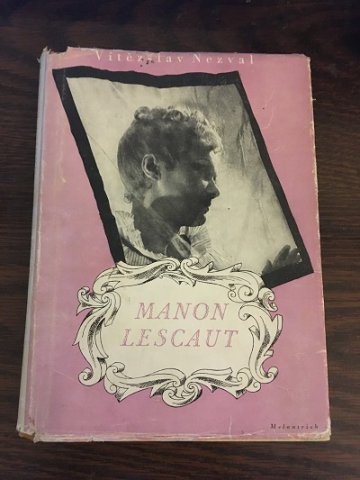 Vítězslav Nezval
MANON
LESCAUT
Melantrich